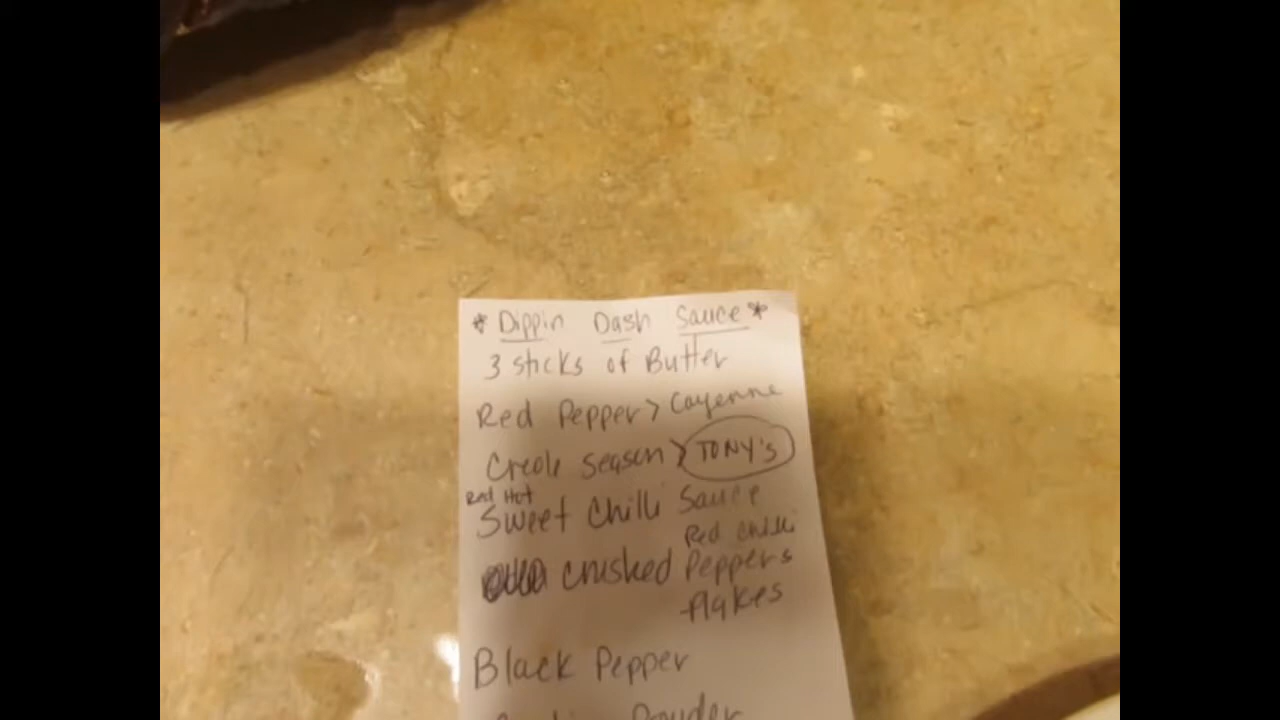 * Dippin Dash Sauce *
3 sticks of Butter
Red Pepper > Cayenne
Creole Season > TONY's
Red Hot
Sweet Chilli Sauce
Red Chilli
crushed Peppers
-flakes
Black Pepper
Powder